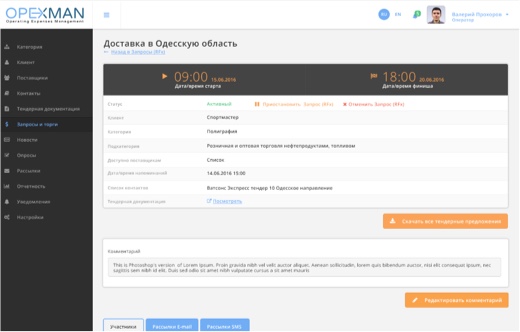 OPEXMAN
Operating Expenses Management
RU EN
Валерий Прохоров
Оператор
Категории
Клиент
Поставщики
Контакты
Тендерная документация
Запросы и торги
Новости
Опросы
Рассылки
Отчетность
Уведомления
Настройки
Доставка в Одесскую область
Назад в Запросы (RFx)
09:00 15.06.2016
Дата/время старта
18:00 20.06.2016
Дата/время финиша
Статус Активный Приостановить Запрос (RFx) Отменить Запрос (RFx)
Клиент Спортмастер
Категория Полиграфия
Подкатегория Розничная и оптовая торговля нефтепродуктами, топливом
Доступно поставщикам Список
Дата/время 14.06.2016 15:00
Список контактов Ватсонс Экспресс тендер 10 Одесское направление
Тендерная документация Посмотреть
Скачать все тендерные предложения
Комментарий
This is Photoshop's version of Lorem Ipsum. Proin gravida nibh vel velit auctor aliquet. Aenean sollicitudin, lorem quis bibendum auctor, nisi elit consequat ipsum, nec
sagittis sem nibh id elit. Duis sed odio sit amet nibh vulputate cursus a sit amet mauris
Редактировать комментарий
Участники Рассылки E-mail Рассылки SMS